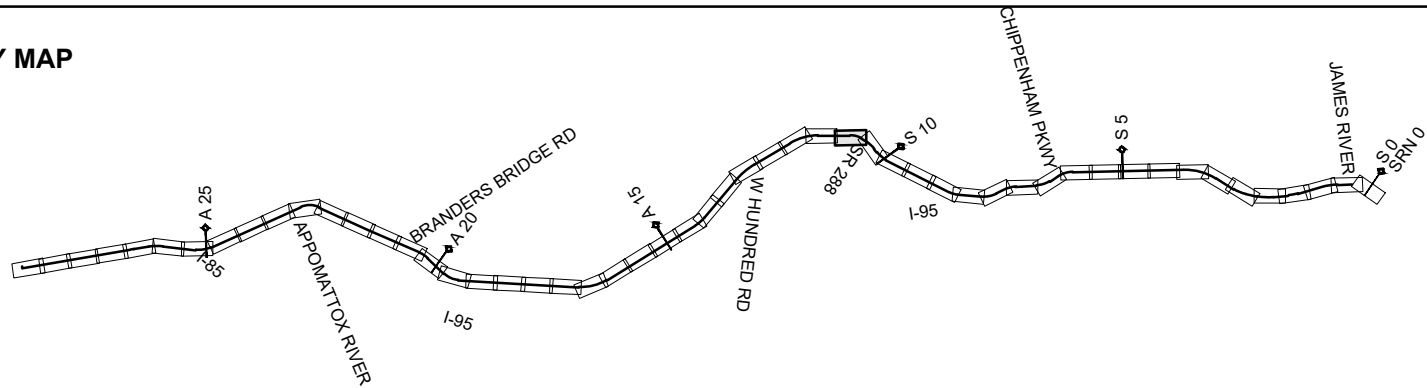 Y MAP
A 25
I-85
APPOMATTOX RIVER
BRANDERS BRIDGE RD
A 20
I-95
A 15
W HUNDRED RD
SR 288
S 10
I-95
CHIPPENHAM PKWY
S 5
JAMES RIVER
S 0
SRN 0